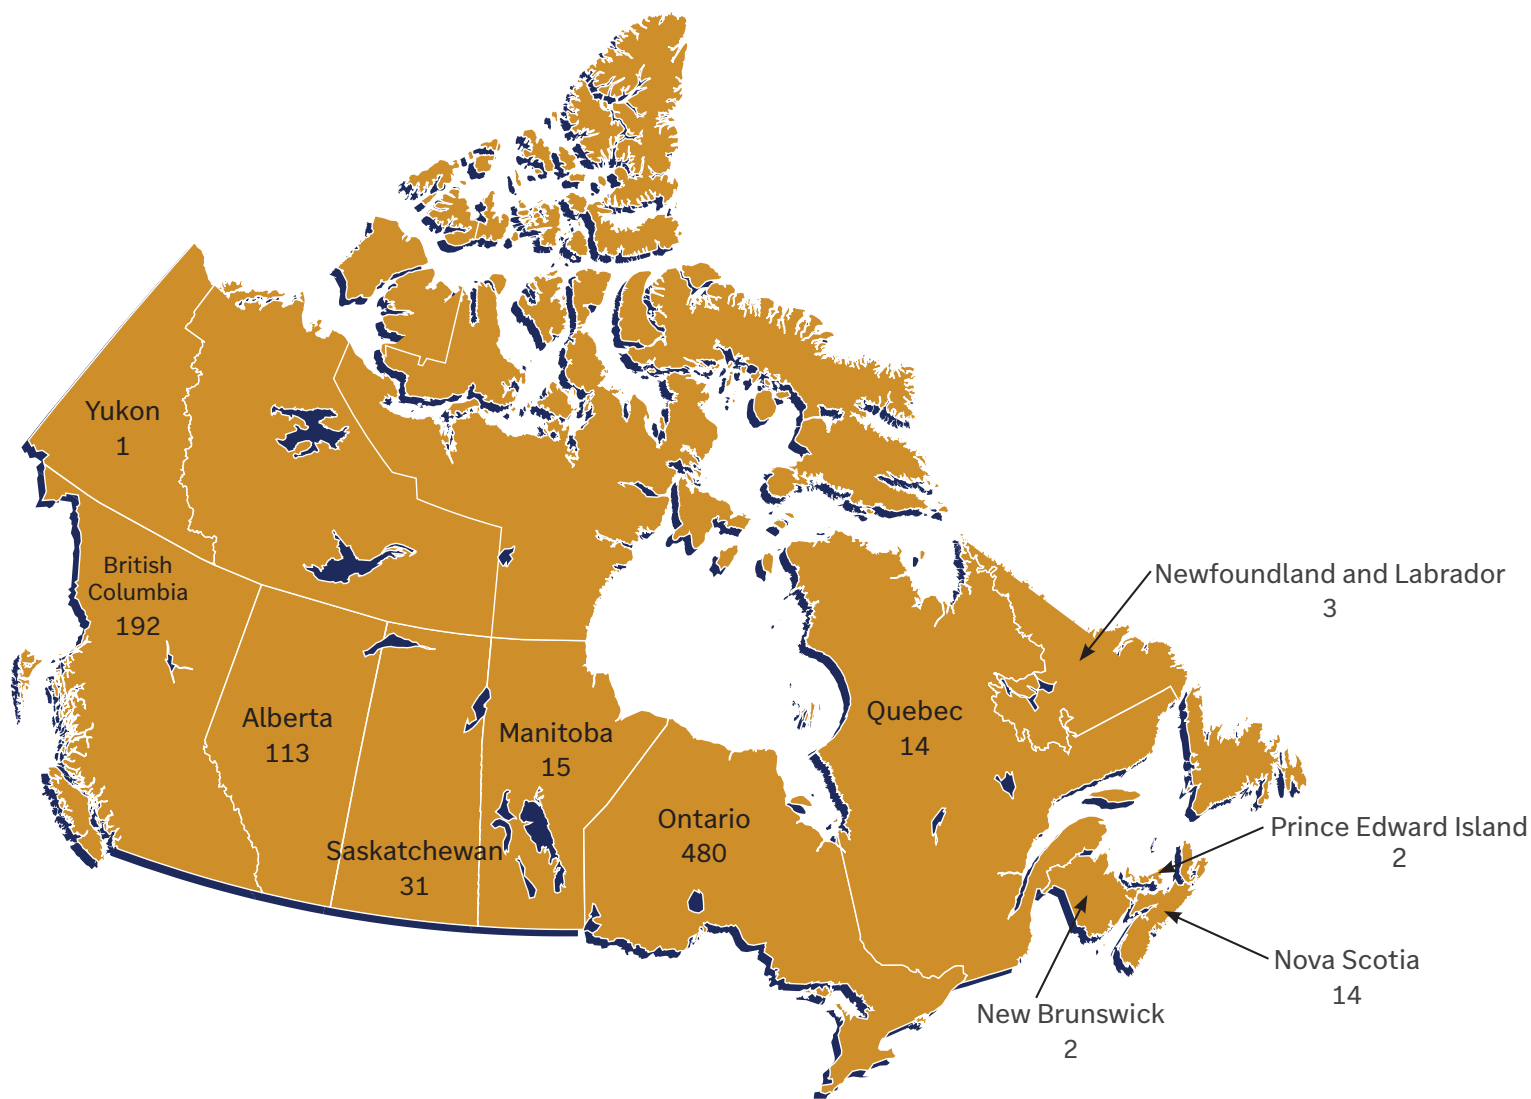 Yukon
1
British
Columbia
192
Alberta
113
Saskatchewan
31
Manitoba
15
Ontario
480
Quebec
14
Newfoundland and Labrador
3
Prince Edward Island
2
Nova Scotia
14
New Brunswick
2